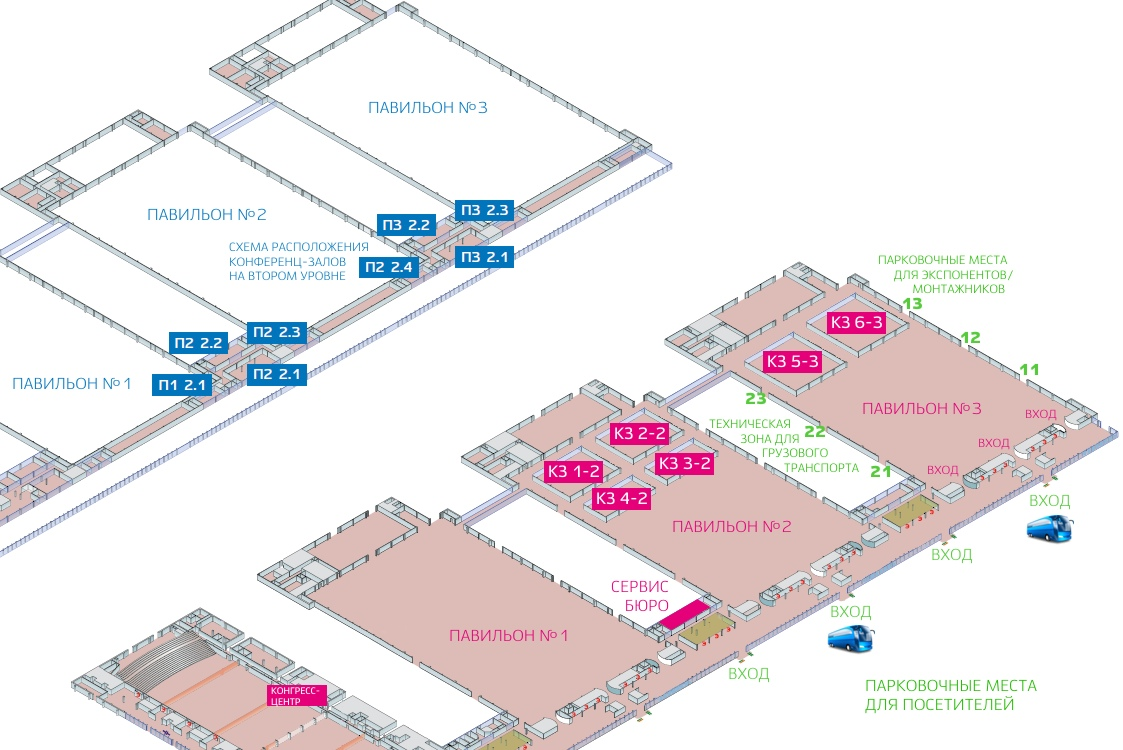 ПАВИЛЬОН №3
ПАВИЛЬОН №2
П3 2.3
П3 2.2
П3 2.1
П2 2.4
СХЕМА РАСПОЛОЖЕНИЯ
КОНФЕРЕНЦ-ЗАЛОВ
НА ВТОРОМ УРОВНЕ
П2 2.3
П2 2.2
П2 2.1
П1 2.1
ПАВИЛЬОН №1
ПАРКОВОЧНЫЕ МЕСТА
ДЛЯ ЭКСПОНЕНТОВ/
МОНТАЖНИКОВ
13
12
11
КЗ 6-3
КЗ 5-3
23
22
21
ТЕХНИЧЕСКАЯ
ЗОНА ДЛЯ
ГРУЗОВОГО
ТРАНСПОРТА
ПАВИЛЬОН №3
ВХОД
ВХОД
ВХОД
КЗ 2-2
КЗ 3-2
КЗ 1-2
КЗ 4-2
ПАВИЛЬОН №2
ВХОД
ВХОД
ВХОД
ВХОД
СЕРВИС
БЮРО
ПАВИЛЬОН №1
КОНГРЕСС-
ЦЕНТР
ПАРКОВОЧНЫЕ МЕСТА
ДЛЯ ПОСЕТИТЕЛЕЙ